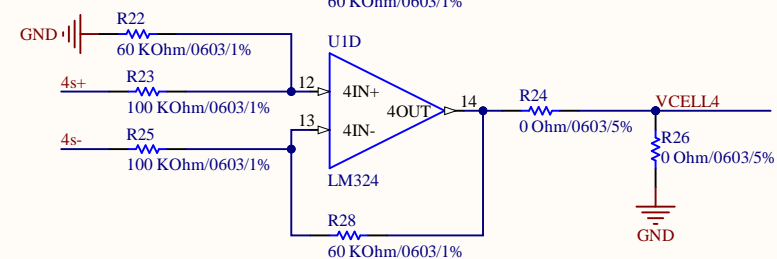 60 KOhm/0603/1%
R22
GND
60 KOhm/0603/1%
U1D
4s+
R23
100 KOhm/0603/1%
12
4IN+
4OUT
14
R24
0 Ohm/0603/5%
VCELL4
13
4IN-
4s-
R25
100 KOhm/0603/1%
R26
0 Ohm/0603/5%
LM324
R28
60 KOhm/0603/1%
GND